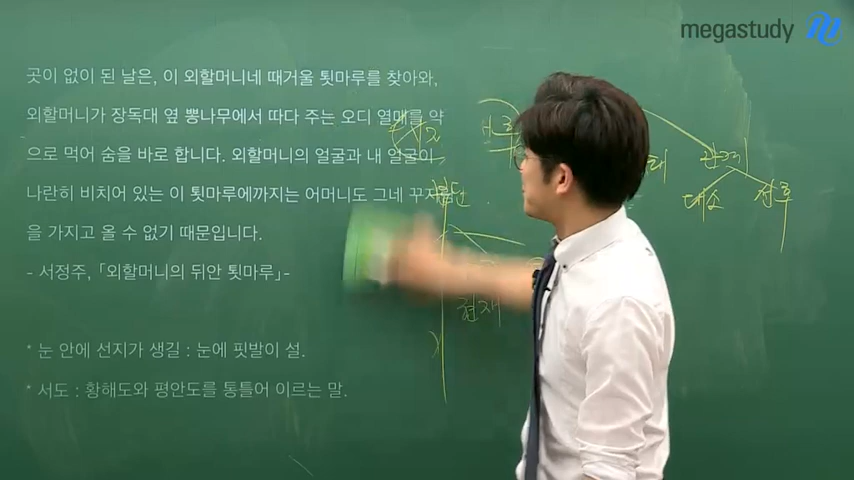 megastudy
곳이 없이 된 날은, 이 외할머니네 때거울 툇마루를 찾아와,
외할머니가 장독대 옆 뽕나무에서 따다 주는 오디 열매를 약
으로 먹어 숨을 바로 합니다. 외할머니의 얼굴과 내 얼굴이
나란히 비치어 있는 이 툇마루에까지는 어머니도 그네 꾸지람
을 가지고 올 수 없기 때문입니다.
- 서정주, 「외할머니의 뒤안 툇마루」-
* 눈 안에 선지가 생길 : 눈에 핏발이 설.
* 서도 : 황해도와 평안도를 통틀어 이르는 말.
관계
대소
전후
현재